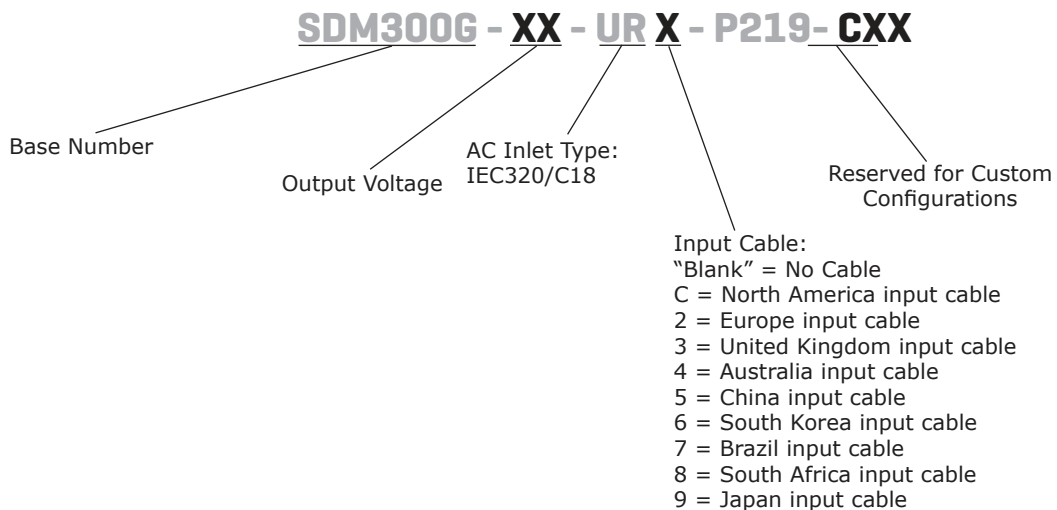 SDM300G - XX - UR X - P219- CXX
Base Number
Output Voltage
AC Inlet Type:
IEC320/C18
Reserved for Custom
Configurations
Input Cable:
“Blank” = No Cable
C = North America input cable
2 = Europe input cable
3 = United Kingdom input cable
4 = Australia input cable
5 = China input cable
6 = South Korea input cable
7 = Brazil input cable
8 = South Africa input cable
9 = Japan input cable